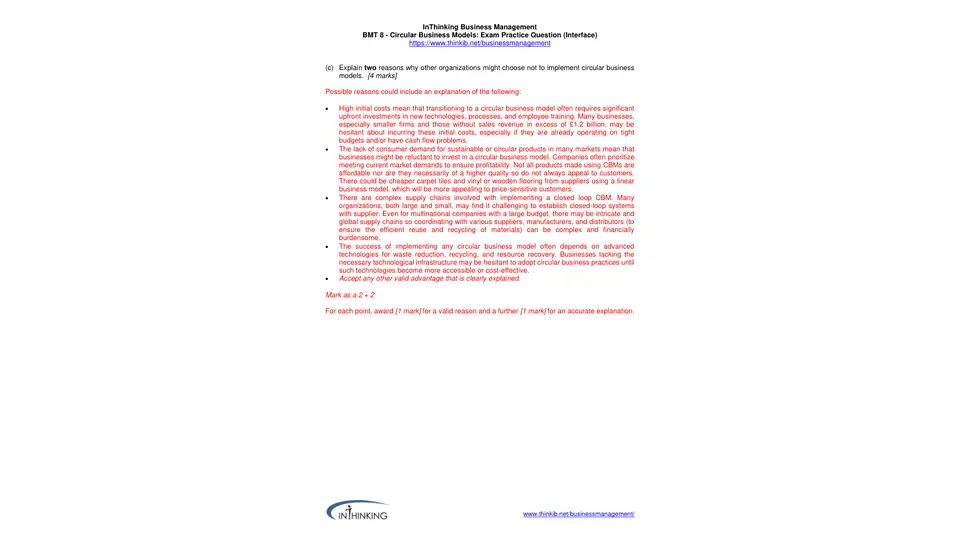 InThinking Business Management
BMT 8 - Circular Business Models: Exam Practice Question (Interface)
https://www.thinkib.net/businessmanagement
(c) Explain two reasons why other organizations might choose not to implement circular business
models. [4 marks]
Possible reasons could include an explanation of the following:
• High initial costs mean that transitioning to a circular business model often requires significant
upfront investments in new technologies, processes, and employee training. Many businesses,
especially smaller firms and those without sales revenue in excess of £1.2 billion, may be
hesitant about incurring these initial costs, especially if they are already operating on tight
budgets and/or have cash flow problems.
• The lack of consumer demand for sustainable or circular products in many markets mean that
businesses might be reluctant to invest in a circular business model. Companies often prioritize
meeting current market demands to ensure profitability. Not all products made using CBMs are
affordable nor are they necessarily of a higher quality so do not always appeal to customers.
There could be cheaper carpet tiles and vinyl or wooden flooring from suppliers using a linear
business model, which will be more appealing to price-sensitive customers.
• There are complex supply chains involved with implementing a closed loop CBM. Many
organizations, both large and small, may find it challenging to establish closed-loop systems
with supplier. Even for multinational companies with a large budget, there may be intricate and
global supply chains so coordinating with various suppliers, manufacturers, and distributors (to
ensure the efficient reuse and recycling of materials) can be complex and financially
burdensome.
• The success of implementing any circular business model often depends on advanced
technologies for waste reduction, recycling, and resource recovery. Businesses lacking the
necessary technological infrastructure may be hesitant to adopt circular business practices until
such technologies become more accessible or cost-effective.
• Accept any other valid advantage that is clearly explained.
Mark as a 2 + 2
For each point, award [1 mark] for a valid reason and a further [1 mark] for an accurate explanation.
INTHINKING
www.thinkib.net/businessmanagement/